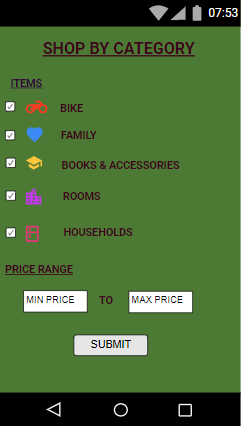 07:53
SHOP BY CATEGORY
ITEMS
BIKE
FAMILY
BOOKS & ACCESSORIES
ROOMS
HOUSEHOLDS
PRICE RANGE
MIN PRICE TO MAX PRICE
SUBMIT